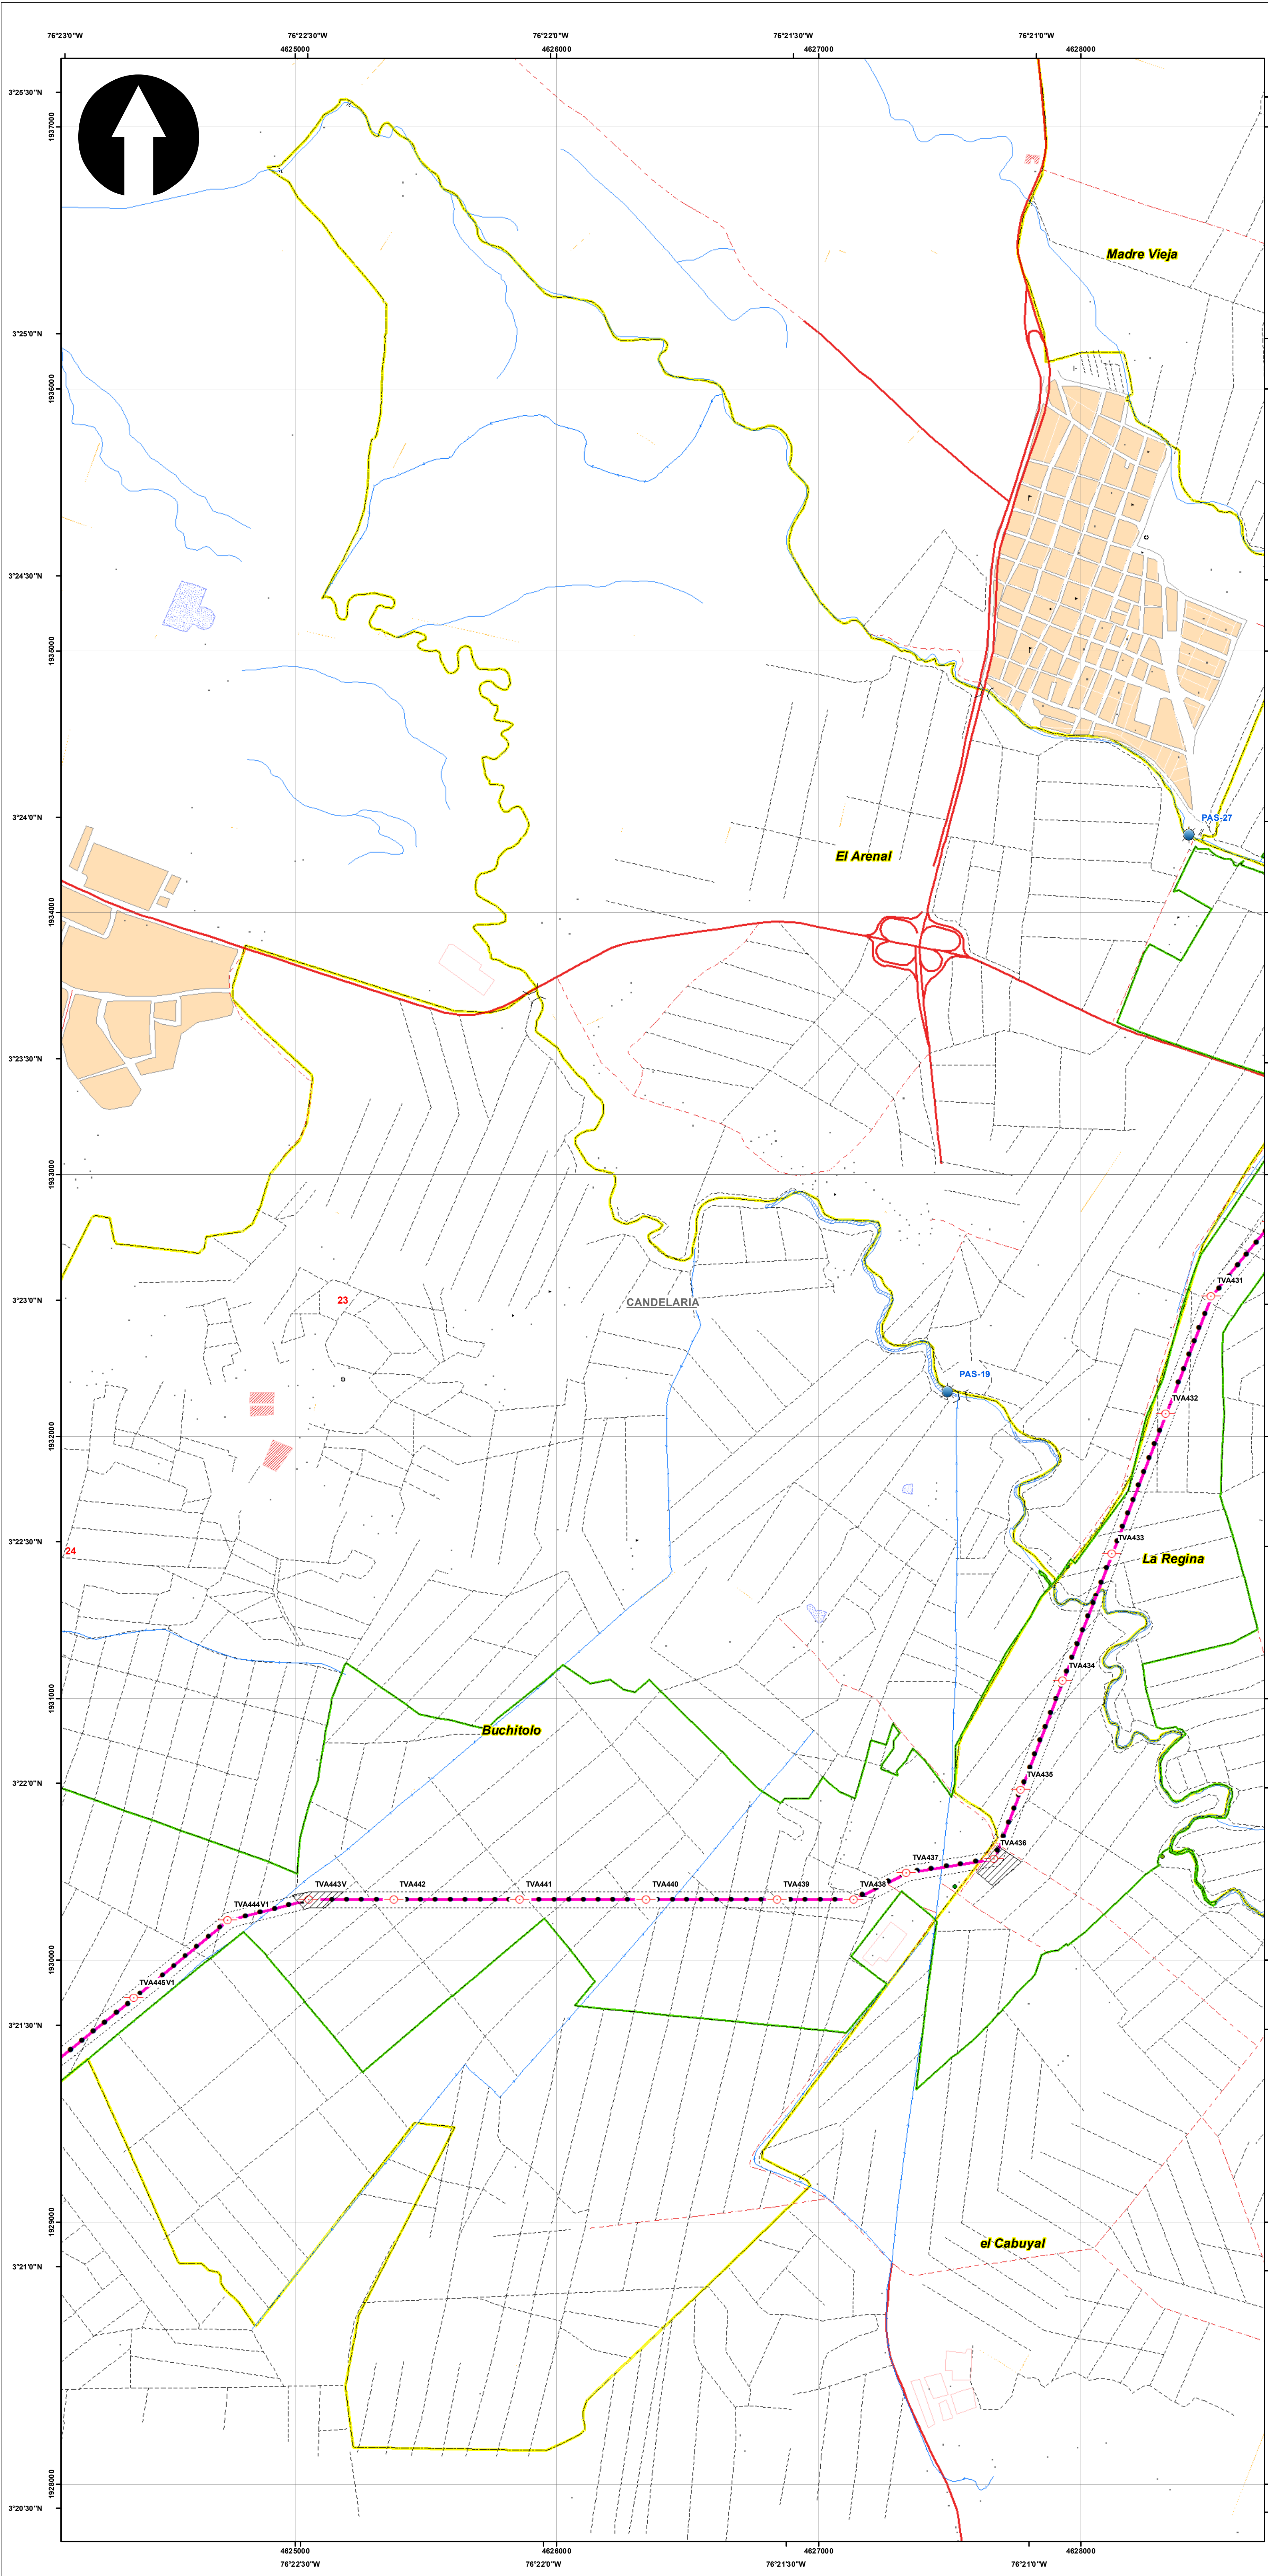 76°23'0"W 76°22'30"W 76°22'0"W 76°21'30"W 76°21'0"W
4625000 4626000 4627000 4628000
3°25'30"N
1937000
Madre Vieja
3°25'0"N
1936000
3°24'30"N
1935000
3°24'0"N
PAS-27
El Arenal
1934000
3°23'30"N
1933000
TVA431
3°23'0"N
23
CANDELARIA
PAS-19
TVA432
1932000
3°22'30"N
TVA433
24
La Regina
TVA434
1931000
Buchitolo
3°22'0"N
TVA435
TVA436
TVA437
TVA443V TVA442 TVA441 TVA440 TVA439 TVA438
TVA444V1
1930000
TVA445V1
3°21'30"N
1929000
el Cabuyal
3°21'0"N
1928000
3°20'30"N
4625000 4626000 4627000 4628000
76°22'30"W 76°22'0"W 76°21'30"W 76°21'0"W